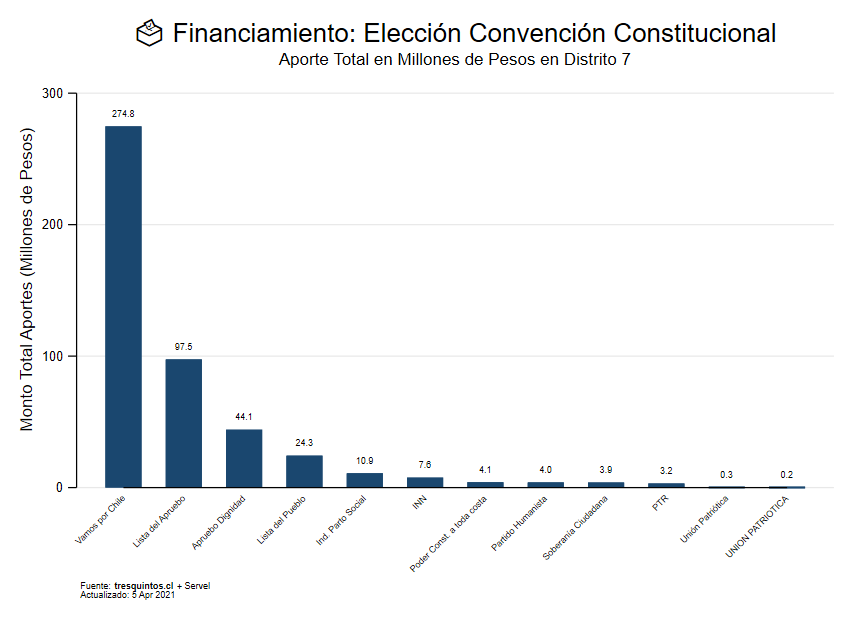 Financiamiento: Elección Convención Constitucional
Aporte Total en Millones de Pesos en Distrito 7
Monto Total Aportes (Millones de Pesos)
300
200
100
0
274.8
97.5
44.1
24.3
10.9
7.6
4.1
4.0
3.9
3.2
0.3
0.2
Vamos por Chile
Lista del Apruebo
Apruebo Dignidad
Lista del Pueblo
Ind. Parto Social
INN
Poder Const. a toda costa
Partido Humanista
Soberanía Ciudadana
PTR
Unión Patriótica
UNION PATRIOTICA
Fuente: tresquintos.cl + Servel
Actualizado: 5 Apr 2021